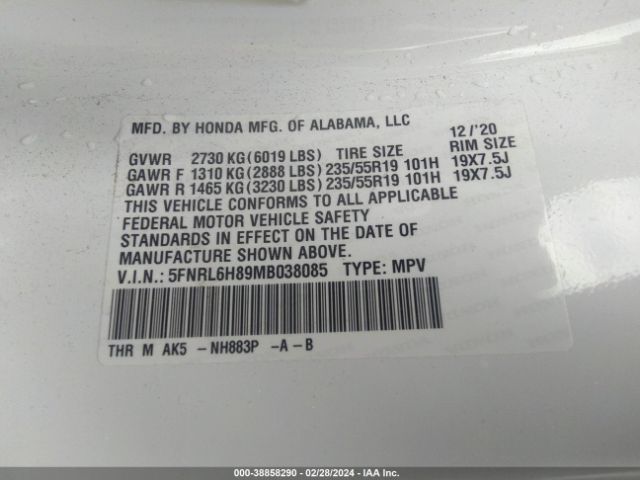 MFD. BY HONDA MFG. OF ALABAMA, LLC 12/'20
GVWR 2730 KG(6019 LBS) TIRE SIZE RIM SIZE
GAWR F 1310 KG(2888 LBS)235/55R19 101H 19X7.5J
GAWR R 1465 KG(3230 LBS)235/55R19 101H 19X7.5J
THIS VEHICLE CONFORMS TO ALL APPLICABLE
FEDERAL MOTOR VEHICLE SAFETY
STANDARDS IN EFFECT ON THE DATE OF
MANUFACTURE SHOWN ABOVE.
V.I.N.: 5FNRL6H89MB038085 TYPE: MPV
THR M AK5 -NH883P -A-B
000-38858290 - 02/28/2024 - IAA Inc.